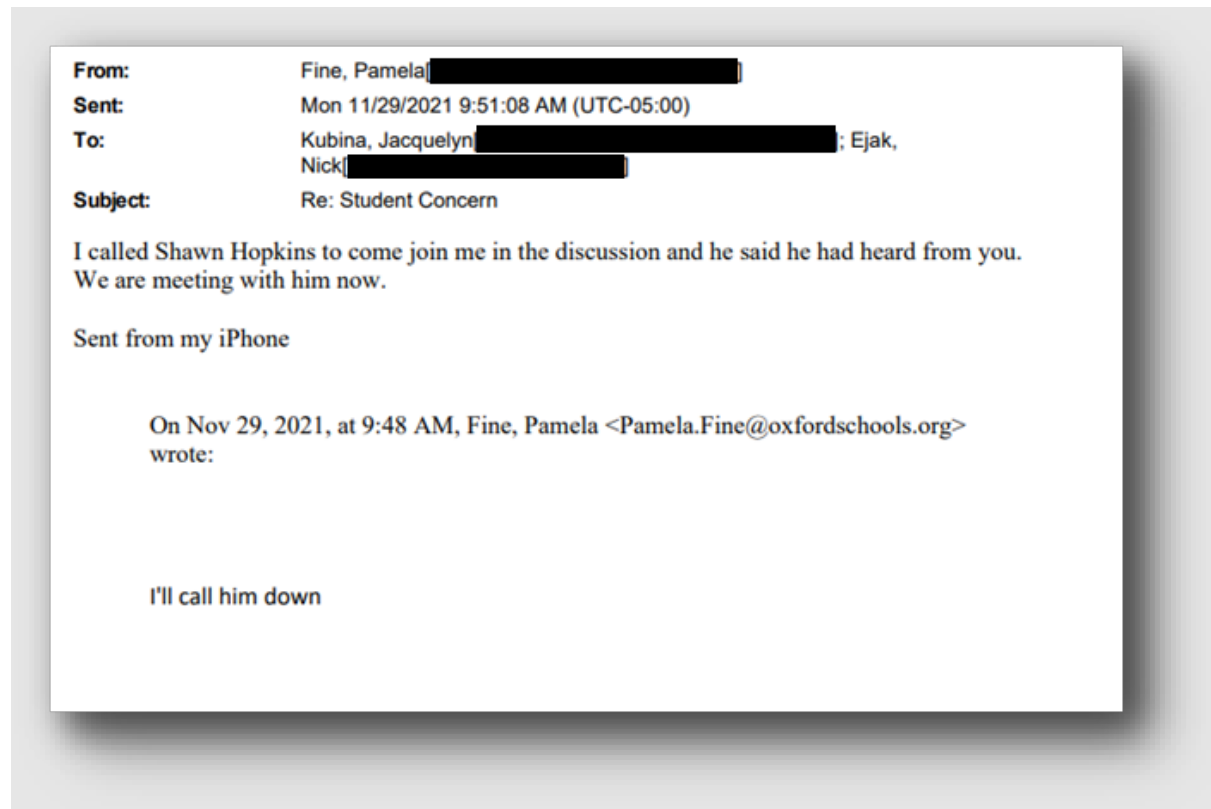 From: Fine, Pamela[ ]
Sent: Mon 11/29/2021 9:51:08 AM (UTC-05:00)
To: Kubina, Jacquelyn[ ]; Ejak,
Nick[ ]
Subject: Re: Student Concern
I called Shawn Hopkins to come join me in the discussion and he said he had heard from you.
We are meeting with him now.
Sent from my iPhone
On Nov 29, 2021, at 9:48 AM, Fine, Pamela <Pamela.Fine@oxfordschools.org>
wrote:
I'll call him down